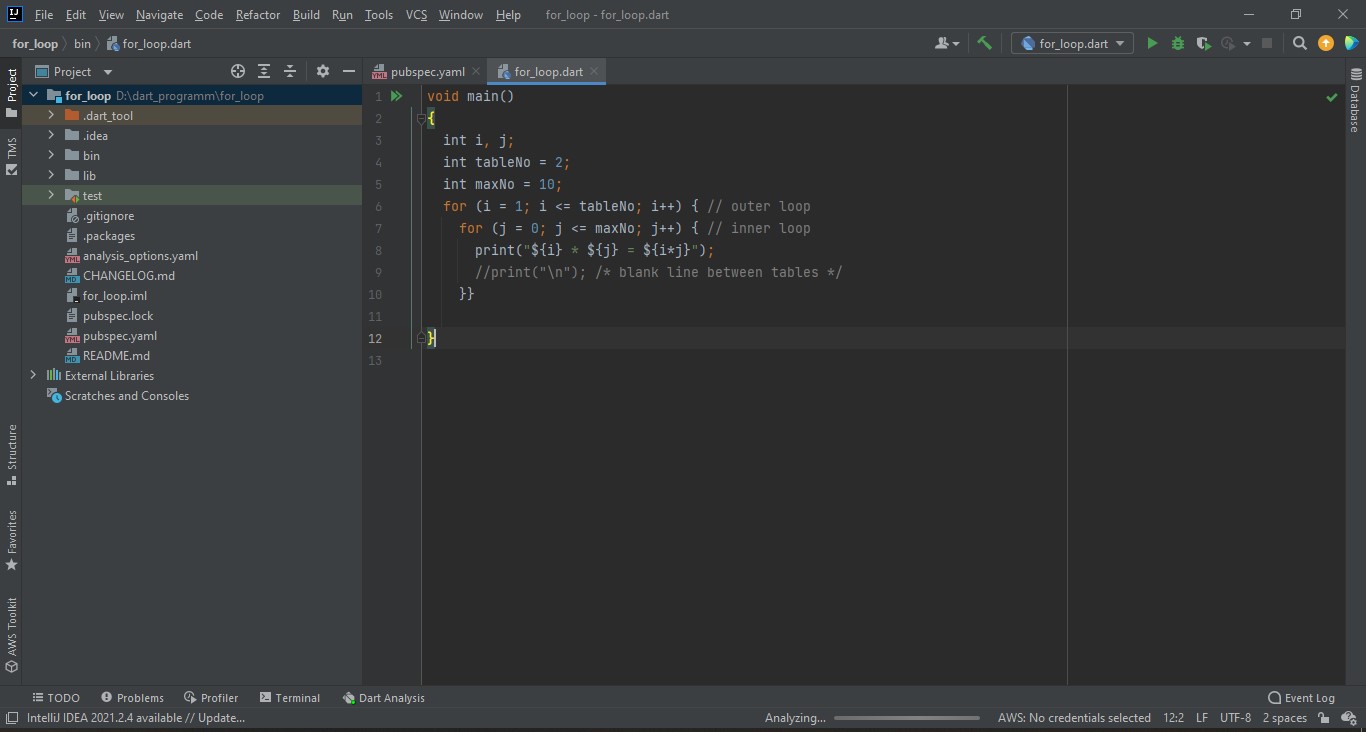 File Edit View Navigate Code Refactor Build Run Tools VCS Window Help for_loop - for_loop.dart
for_loop bin for_loop.dart for_loop.dart
Project pubspec.yaml for_loop.dart
for_loop D:\dart_programm\for_loop
.dart_tool
.idea
bin
lib
test
.gitignore
.packages
analysis_options.yaml
CHANGELOG.md
for_loop.iml
pubspec.lock
pubspec.yaml
README.md
External Libraries
Scratches and Consoles
1 void main()
2 {
3 int i, j;
4 int tableNo = 2;
5 int maxNo = 10;
6 for (i = 1; i <= tableNo; i++) { // outer loop
7 for (j = 0; j <= maxNo; j++) { // inner loop
8 print("${i} * ${j} = ${i*j}");
9 //print("\n"); /* blank line between tables */
10 }}
11
12 }
13
Project
TMS
Structure
Favorites
AWS Toolkit
Database
TODO Problems Profiler Terminal Dart Analysis Event Log
IntelliJ IDEA 2021.2.4 available // Update... Analyzing... AWS: No credentials selected 12:2 LF UTF-8 2 spaces